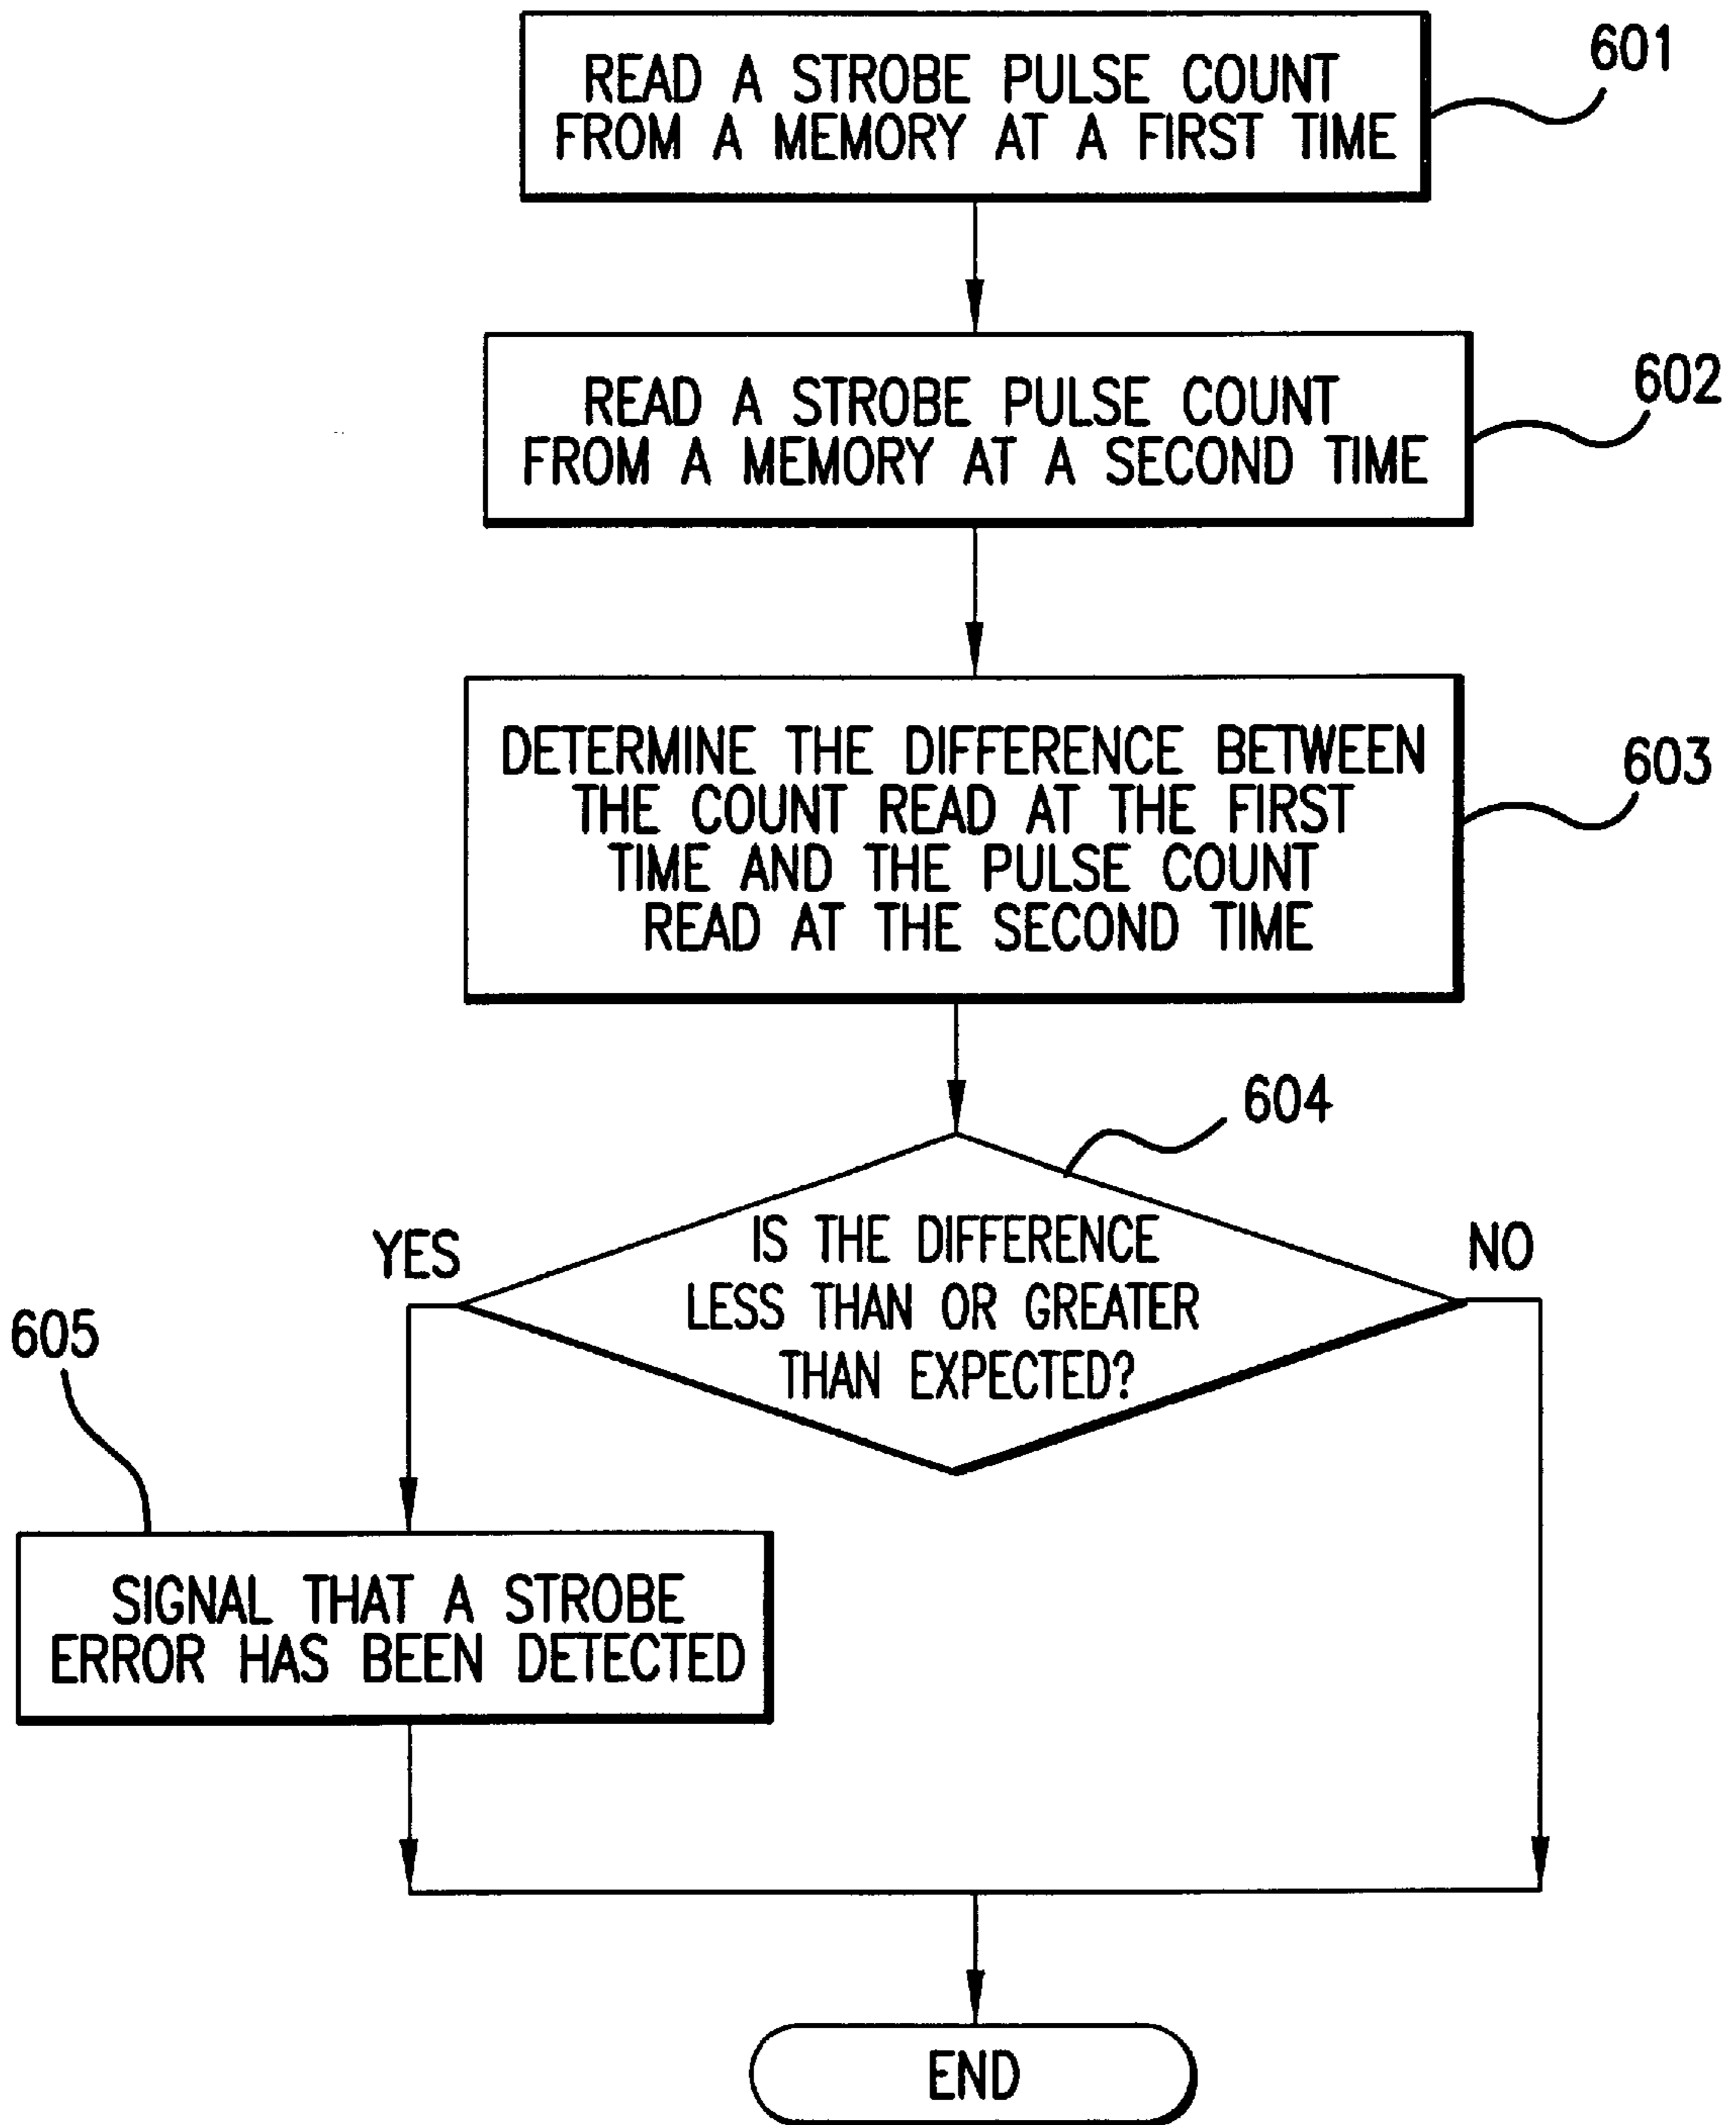 READ A STROBE PULSE COUNT
FROM A MEMORY AT A FIRST TIME
601
READ A STROBE PULSE COUNT
FROM A MEMORY AT A SECOND TIME
602
DETERMINE THE DIFFERENCE BETWEEN
THE COUNT READ AT THE FIRST
TIME AND THE PULSE COUNT
READ AT THE SECOND TIME
603
604
IS THE DIFFERENCE
LESS THAN OR GREATER
THAN EXPECTED?
YES
NO
605
SIGNAL THAT A STROBE
ERROR HAS BEEN DETECTED
END